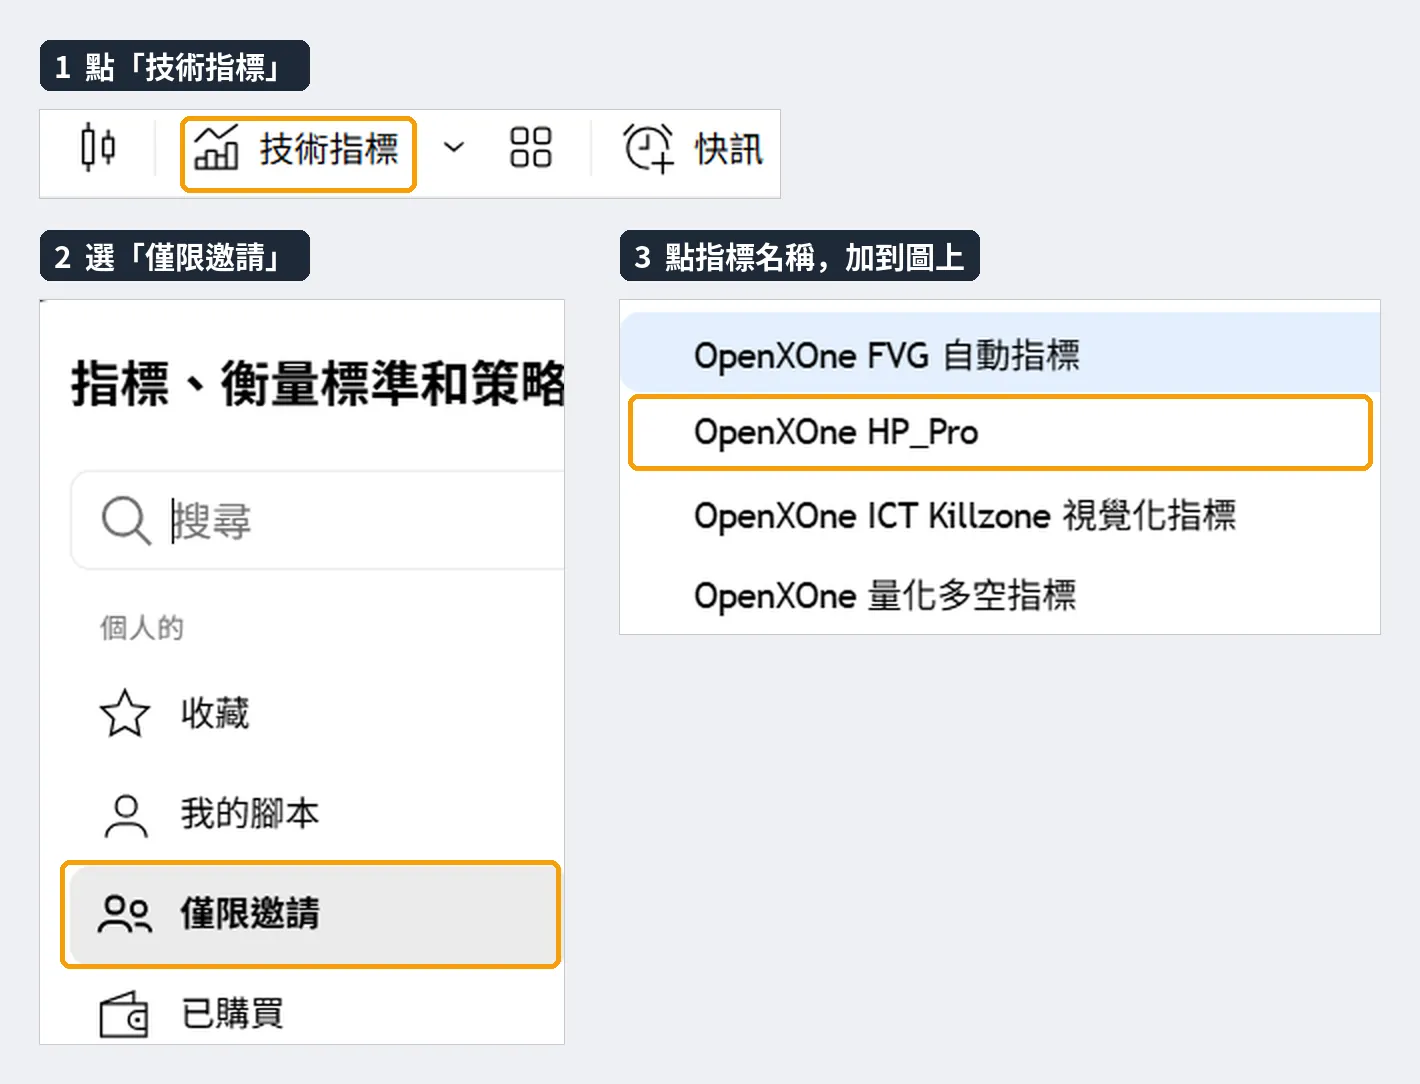 1 點「技術指標」
技術指標
快訊
2 選「僅限邀請」
指標、衡量標準和策略
搜尋
個人的
收藏
我的腳本
僅限邀請
已購買
3 點指標名稱，加到圖上
OpenXOne FVG 自動指標
OpenXOne HP_Pro
OpenXOne ICT Killzone 視覺化指標
OpenXOne 量化多空指標